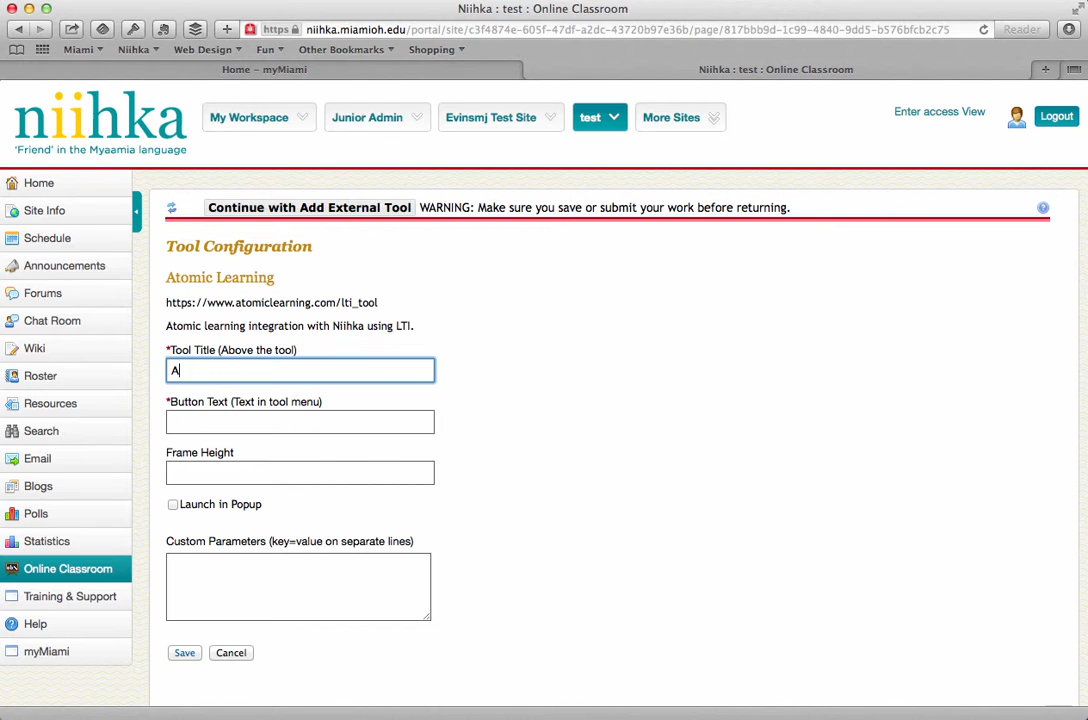 Niihka : test : Online Classroom
https niihka.miamioh.edu/portal/site/c3f4874e-605f-47df-a2dc-43720b97e36b/page/817bbb9d-1c99-4840-9dd5-b576bfcb2c75 Reader
Miami Niihka Web Design Fun Other Bookmarks Shopping
Home – myMiami Niihka : test : Online Classroom
niihka
'Friend' in the Myaamia language
My Workspace Junior Admin Evinsmj Test Site test More Sites
Enter access View Logout
Home
Site Info
Schedule
Announcements
Forums
Chat Room
Wiki
Roster
Resources
Search
Email
Blogs
Polls
Statistics
Online Classroom
Training & Support
Help
myMiami
Continue with Add External Tool WARNING: Make sure you save or submit your work before returning.
Tool Configuration
Atomic Learning
https://www.atomiclearning.com/lti_tool
Atomic learning integration with Niihka using LTI.
*Tool Title (Above the tool)
A
*Button Text (Text in tool menu)
Frame Height
Launch in Popup
Custom Parameters (key=value on separate lines)
Save Cancel